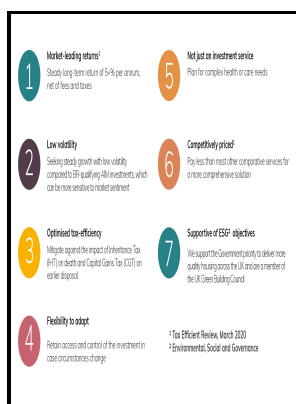 1
Market-leading returns¹
Steady long-term return of 5+% per annum,
net of fees and taxes
2
Low volatility
Seeking steady growth with low volatility
compared to BR-qualifying AIM investments, which
can be more sensitive to market sentiment
3
Optimised tax-efficiency
Mitigate against the impact of Inheritance Tax
(IHT) on death and Capital Gains Tax (CGT) on
earlier disposal
4
Flexibility to adapt
Retain access and control of the investment in
case circumstances change
5
Not just an investment service
Plan for complex health or care needs
6
Competitively priced¹
Pay less than most other comparative services for
a more comprehensive solution
7
Supportive of ESG² objectives
We support the Government priority to deliver more
quality housing across the UK and are a member of
the UK Green Building Council
¹ Tax Efficient Review, March 2020
² Environmental, Social and Governance